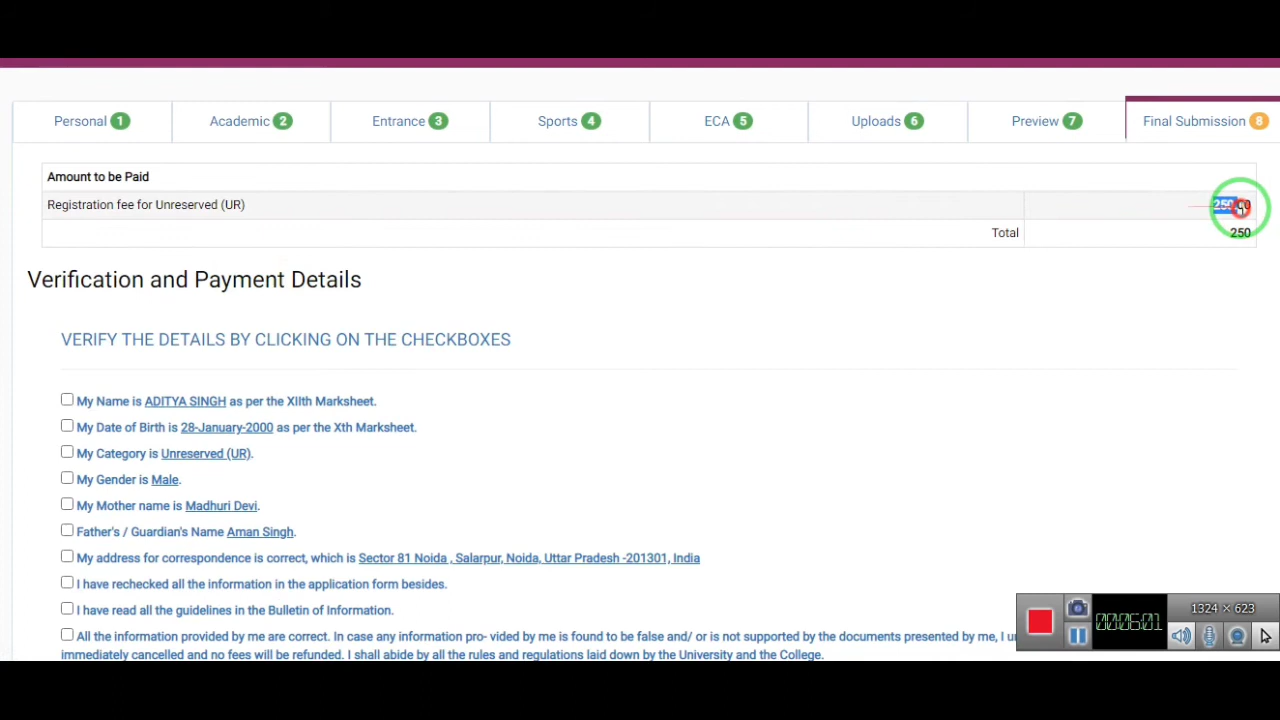 Personal 1 Academic 2 Entrance 3 Sports 4 ECA 5 Uploads 6 Preview 7 Final Submission 8
Amount to be Paid
Registration fee for Unreserved (UR)
Total 250
Verification and Payment Details
VERIFY THE DETAILS BY CLICKING ON THE CHECKBOXES
My Name is ADITYA SINGH as per the XIIth Marksheet.
My Date of Birth is 28-January-2000 as per the Xth Marksheet.
My Category is Unreserved (UR).
My Gender is Male.
My Mother name is Madhuri Devi.
Father's / Guardian's Name Aman Singh.
My address for correspondence is correct, which is Sector 81 Noida , Salarpur, Noida, Uttar Pradesh -201301, India
I have rechecked all the information in the application form besides.
I have read all the guidelines in the Bulletin of Information.
All the information provided by me are correct. In case any information pro- vided by me is found to be false and/ or is not supported by the documents presented by me, I
immediately cancelled and no fees will be refunded. I shall abide by all the rules and regulations laid down by the University and the College.
1324 × 623
00:06:01